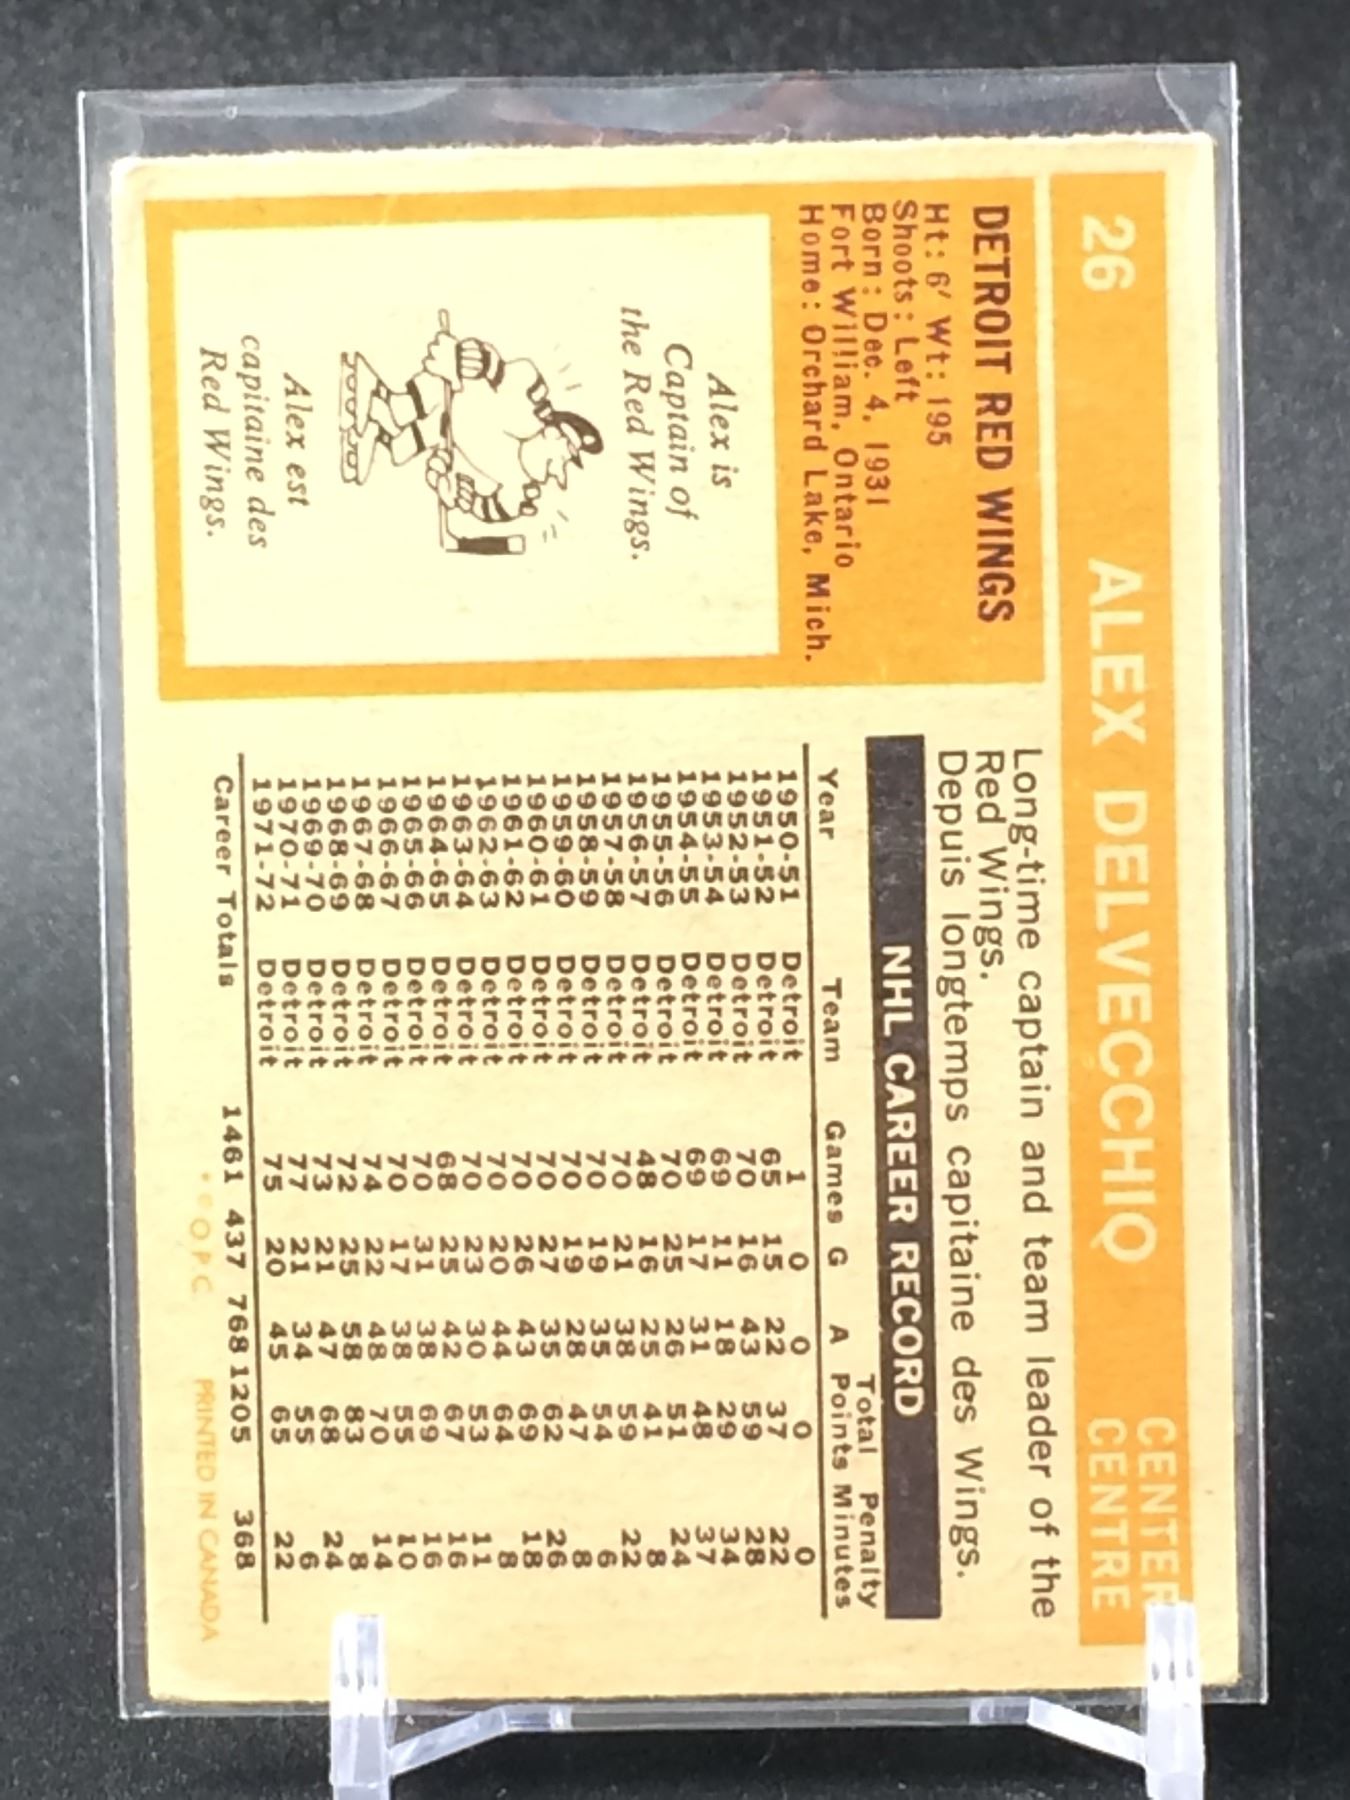 26 ALEX DELVECCHIO CENTER
CENTRE
DETROIT RED WINGS
Ht: 6' Wt: 195
Shoots: Left
Born: Dec. 4, 1931
Fort William, Ontario
Home: Orchard Lake, Mich.
Alex is
Captain of
the Red Wings.
Alex est
capitaine des
Red Wings.
Long-time captain and team leader of the
Red Wings.
Depuis longtemps capitaine des Wings.
NHL CAREER RECORD
Total Penalty
Year Team Games G A Points Minutes
1950-51 Detroit 1 0 0 0 0
1951-52 Detroit 65 15 22 37 22
1952-53 Detroit 70 16 43 59 28
1953-54 Detroit 69 11 18 29 34
1954-55 Detroit 69 17 31 48 37
1955-56 Detroit 70 25 26 51 24
1956-57 Detroit 48 16 25 41 8
1957-58 Detroit 70 21 38 59 22
1958-59 Detroit 70 19 35 54 6
1959-60 Detroit 70 19 28 47 8
1960-61 Detroit 70 27 35 62 26
1961-62 Detroit 70 26 43 69 18
1962-63 Detroit 70 20 44 64 8
1963-64 Detroit 70 23 30 53 11
1964-65 Detroit 68 25 42 67 16
1965-66 Detroit 70 31 38 69 16
1966-67 Detroit 70 17 38 55 10
1967-68 Detroit 74 22 48 70 14
1968-69 Detroit 72 25 58 83 8
1969-70 Detroit 73 21 47 68 24
1970-71 Detroit 77 21 34 55 6
1971-72 Detroit 75 20 45 65 22
Career Totals 1461 437 768 1205 368
* © O.P.C. PRINTED IN CANADA